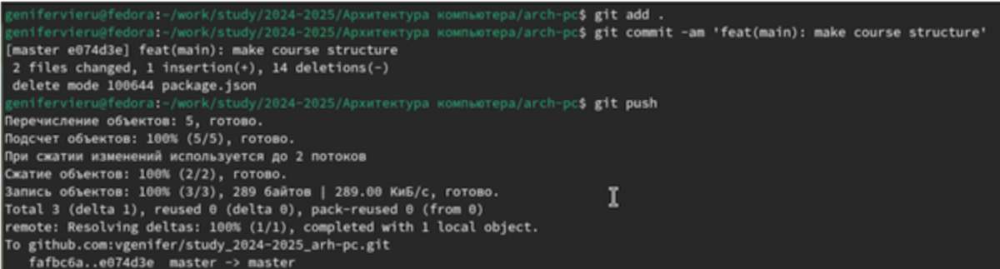 genifervieru@fedora:~/work/study/2024-2025/Архитектура компьютера/arch-pc$ git add .
genifervieru@fedora:~/work/study/2024-2025/Архитектура компьютера/arch-pc$ git commit -am 'feat(main): make course structure'
[master e074d3e] feat(main): make course structure
 2 files changed, 1 insertion(+), 14 deletions(-)
 delete mode 100644 package.json
genifervieru@fedora:~/work/study/2024-2025/Архитектура компьютера/arch-pc$ git push
Перечисление объектов: 5, готово.
Подсчет объектов: 100% (5/5), готово.
При сжатии изменений используется до 2 потоков
Сжатие объектов: 100% (2/2), готово.
Запись объектов: 100% (3/3), 289 байтов | 289.00 КиБ/с, готово.
Total 3 (delta 1), reused 0 (delta 0), pack-reused 0 (from 0)
remote: Resolving deltas: 100% (1/1), completed with 1 local object.
To github.com:vgenifer/study_2024-2025_arh-pc.git
   fafbc6a..e074d3e  master -> master